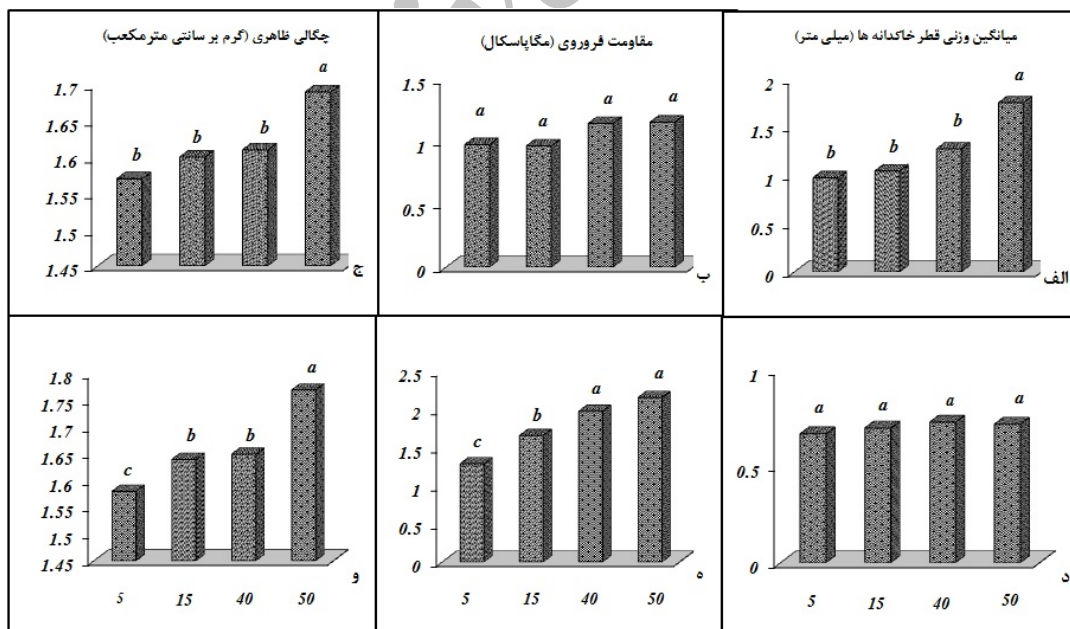 میانگین وزنی قطر خاکدانه ها (میلی متر)
2
1.5
1
0.5
0
b b b a
الف
مقاومت فروروی (مگاپاسکال)
1.5
1
0.5
0
a a a a
ب
چگالی ظاهری (گرم بر سانتی مترمکعب)
1.7
1.65
1.6
1.55
1.5
1.45
b b b a
چ
1
0.5
0
a a a a
5 15 40 50
د
2.5
2
1.5
1
0.5
0
c b a a
5 15 40 50
ه
1.8
1.75
1.7
1.65
1.6
1.55
1.5
1.45
c b b a
5 15 40 50
و